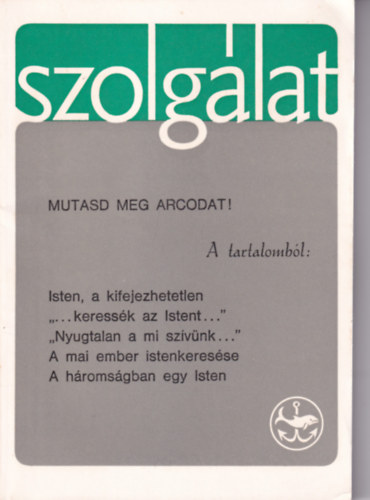 szolgálat
MUTASD MEG ARCODAT!
A tartalomból:
Isten, a kifejezhetetlen
„...keressék az Istent..."
„Nyugtalan a mi szívünk..."
A mai ember istenkeresése
A háromságban egy Isten